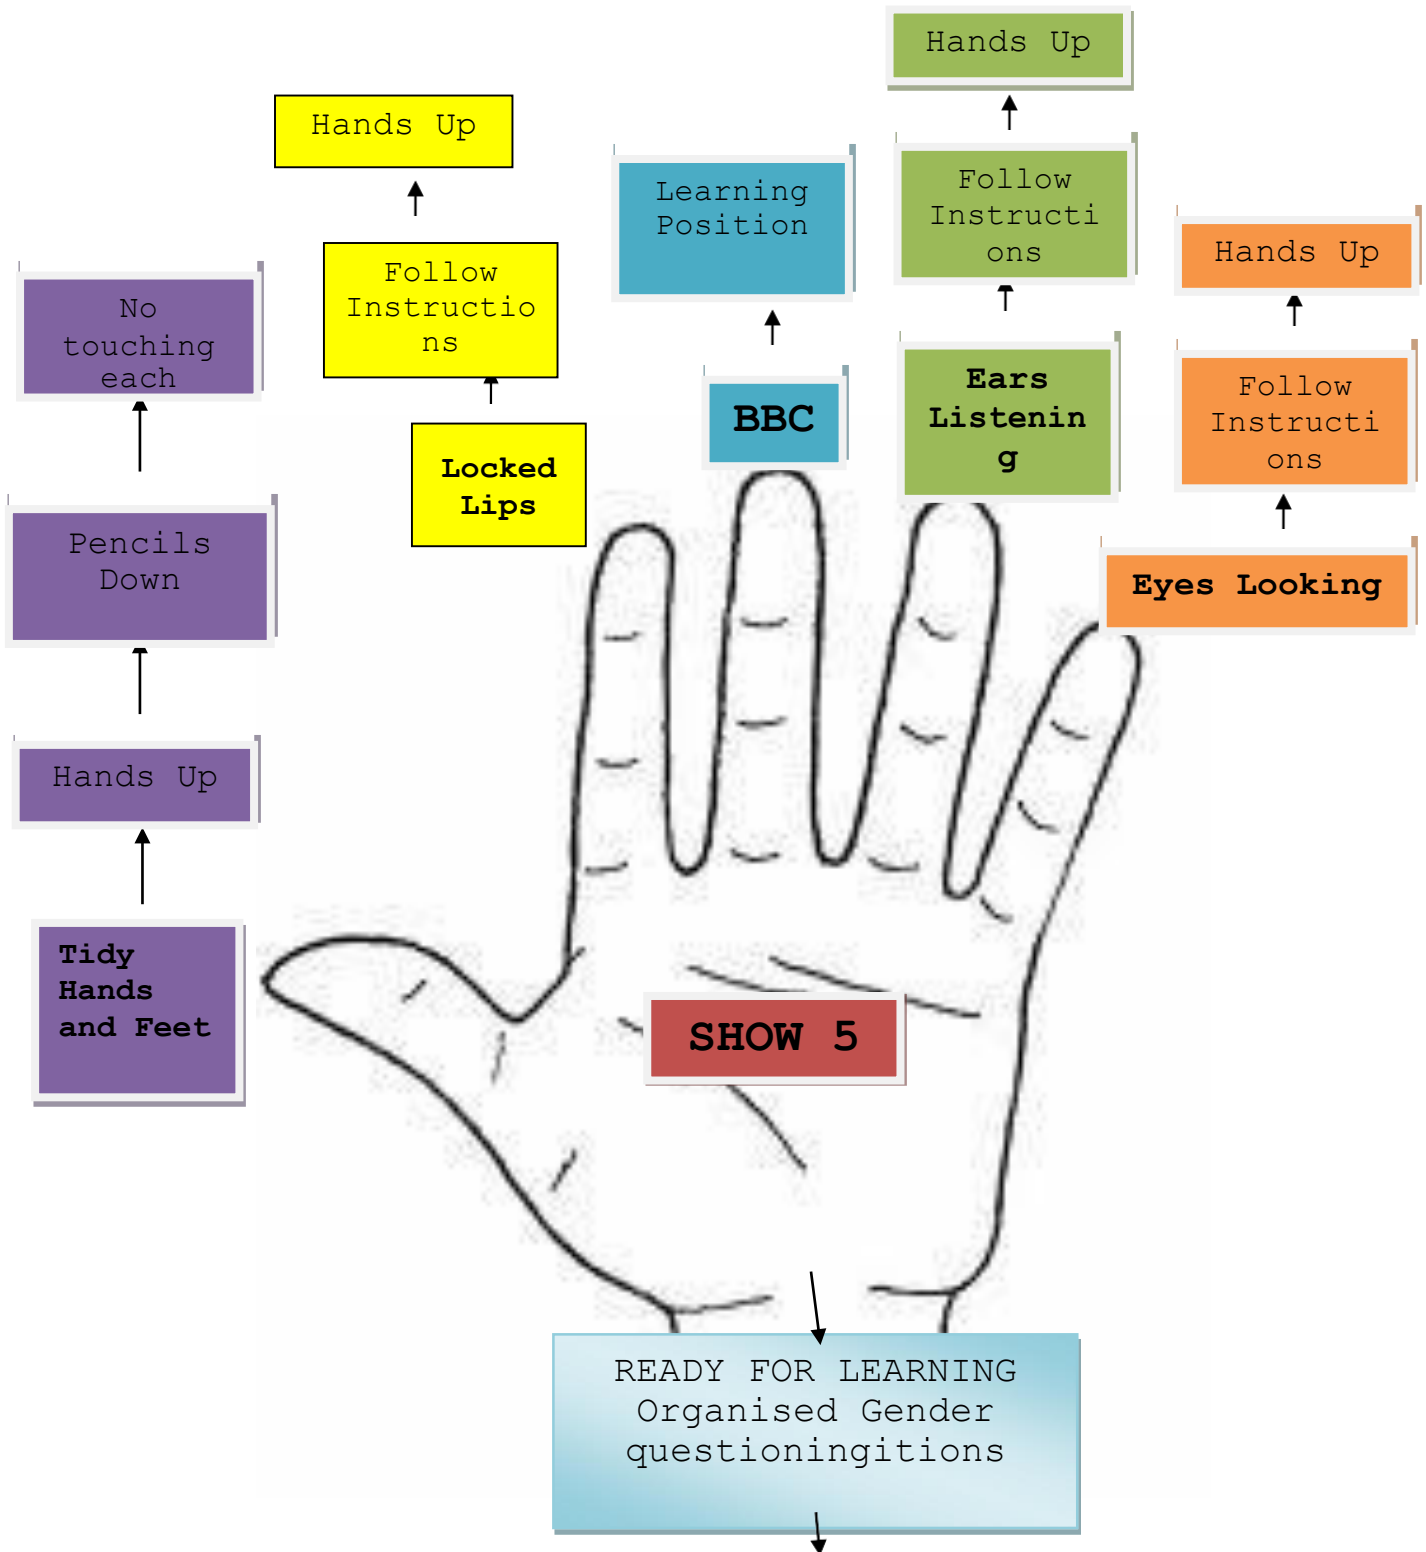 Hands Up
Follow
Instructi
ons
Ears
Listenin
g
Hands Up
Follow
Instructio
ns
Locked
Lips
Learning
Position
BBC
Hands Up
Follow
Instructi
ons
Eyes Looking
No
touching
each
Pencils
Down
Hands Up
Tidy
Hands
and Feet
SHOW 5
READY FOR LEARNING
Organised Gender
questioningitions